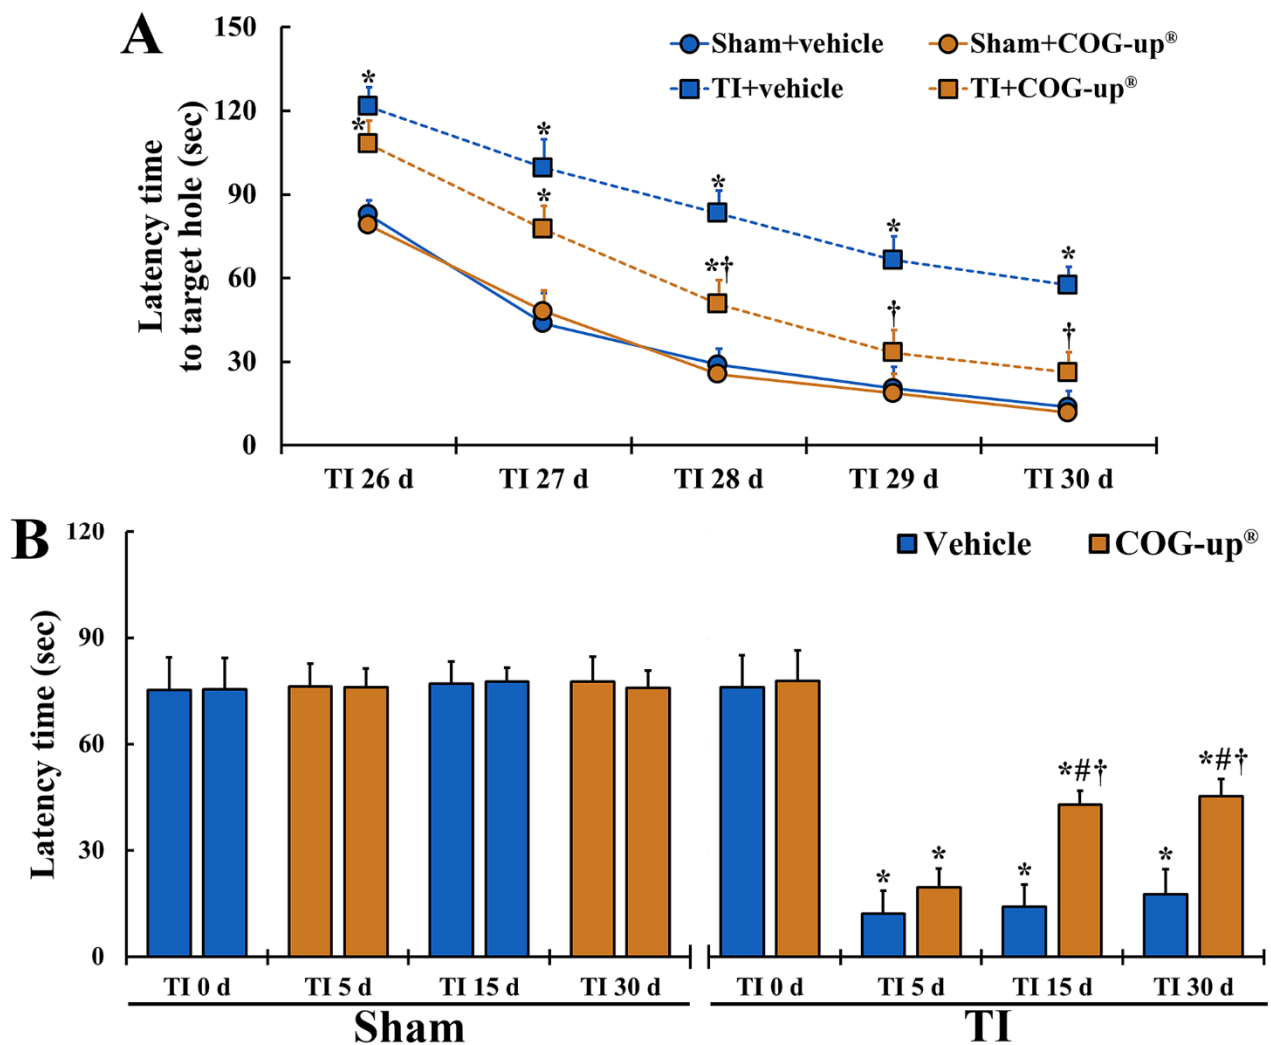 A
150
120
90
60
30
0
Latency time
to target hole (sec)
Sham+vehicle
Sham+COG-up®
TI+vehicle
TI+COG-up®
*
*
*
*
*
*†
*
†
*
†
TI 26 d
TI 27 d
TI 28 d
TI 29 d
TI 30 d
B
120
90
60
30
0
Latency time (sec)
Vehicle
COG-up®
*
*
*
*#†
*
*#†
TI 0 d
TI 5 d
TI 15 d
TI 30 d
TI 0 d
TI 5 d
TI 15 d
TI 30 d
Sham
TI